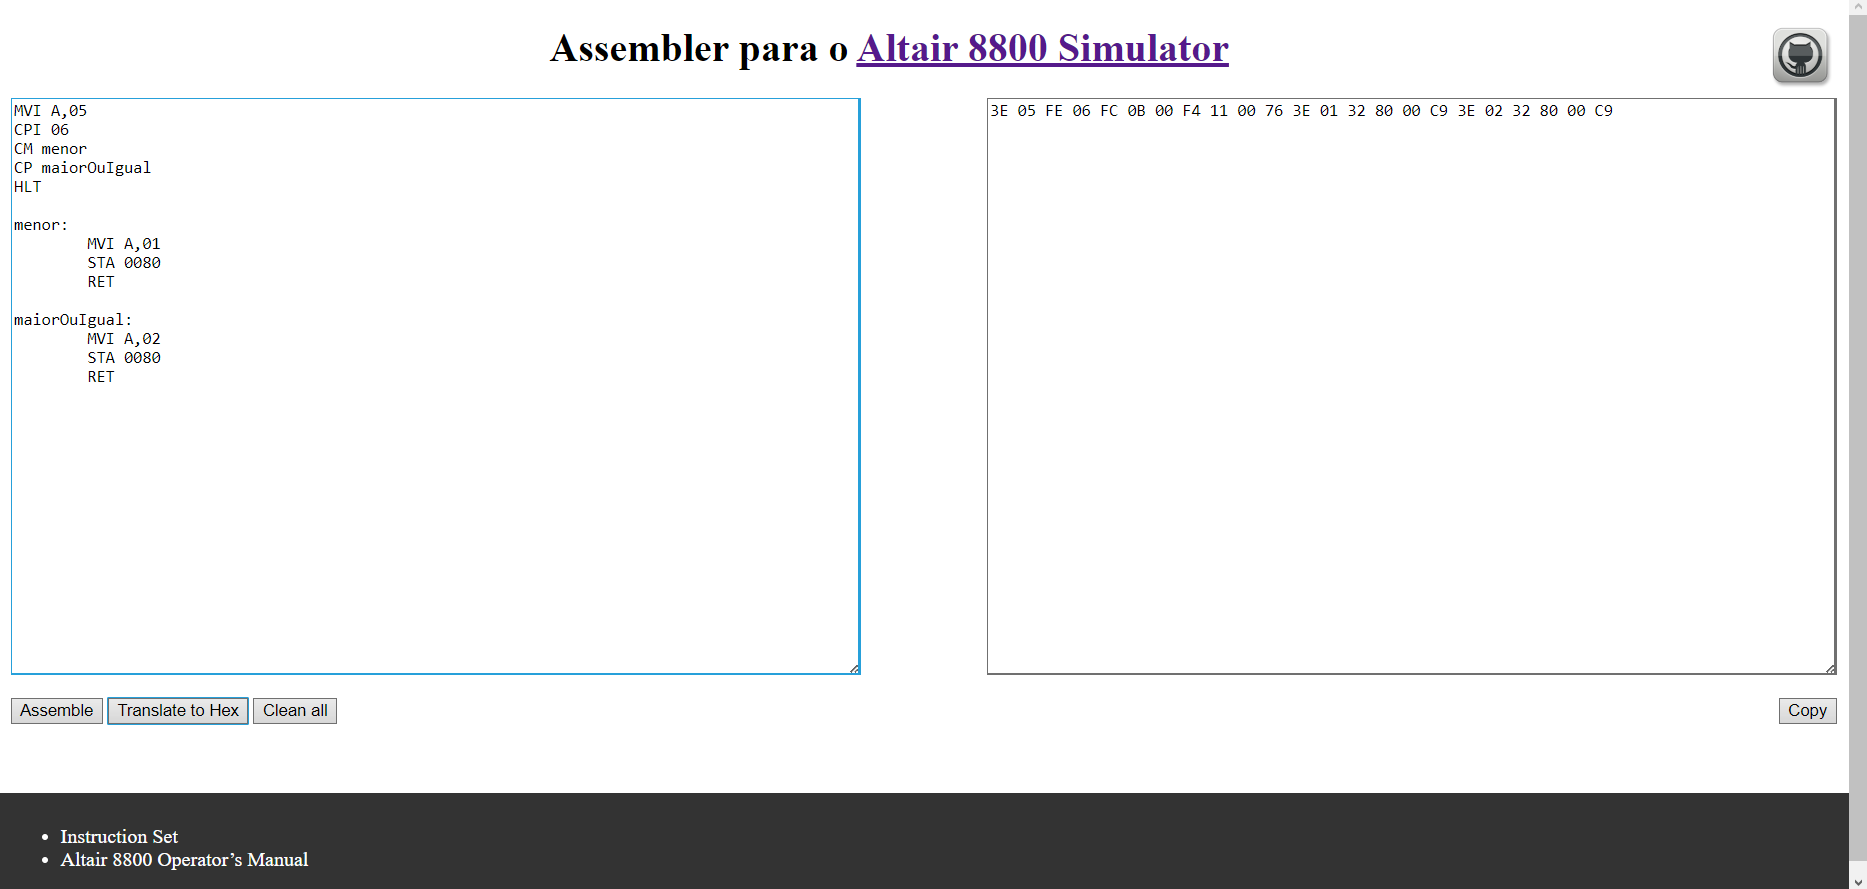 Assembler para o Altair 8800 Simulator
MVI A,05
CPI 06
CM menor
CP maiorOuIgual
HLT
menor:
MVI A,01
STA 0080
RET
maiorOuIgual:
MVI A,02
STA 0080
RET
3E 05 FE 06 FC 0B 00 F4 11 00 76 3E 01 32 80 00 C9 3E 02 32 80 00 C9
Assemble Translate to Hex Clean all
Copy
• Instruction Set
• Altair 8800 Operator’s Manual